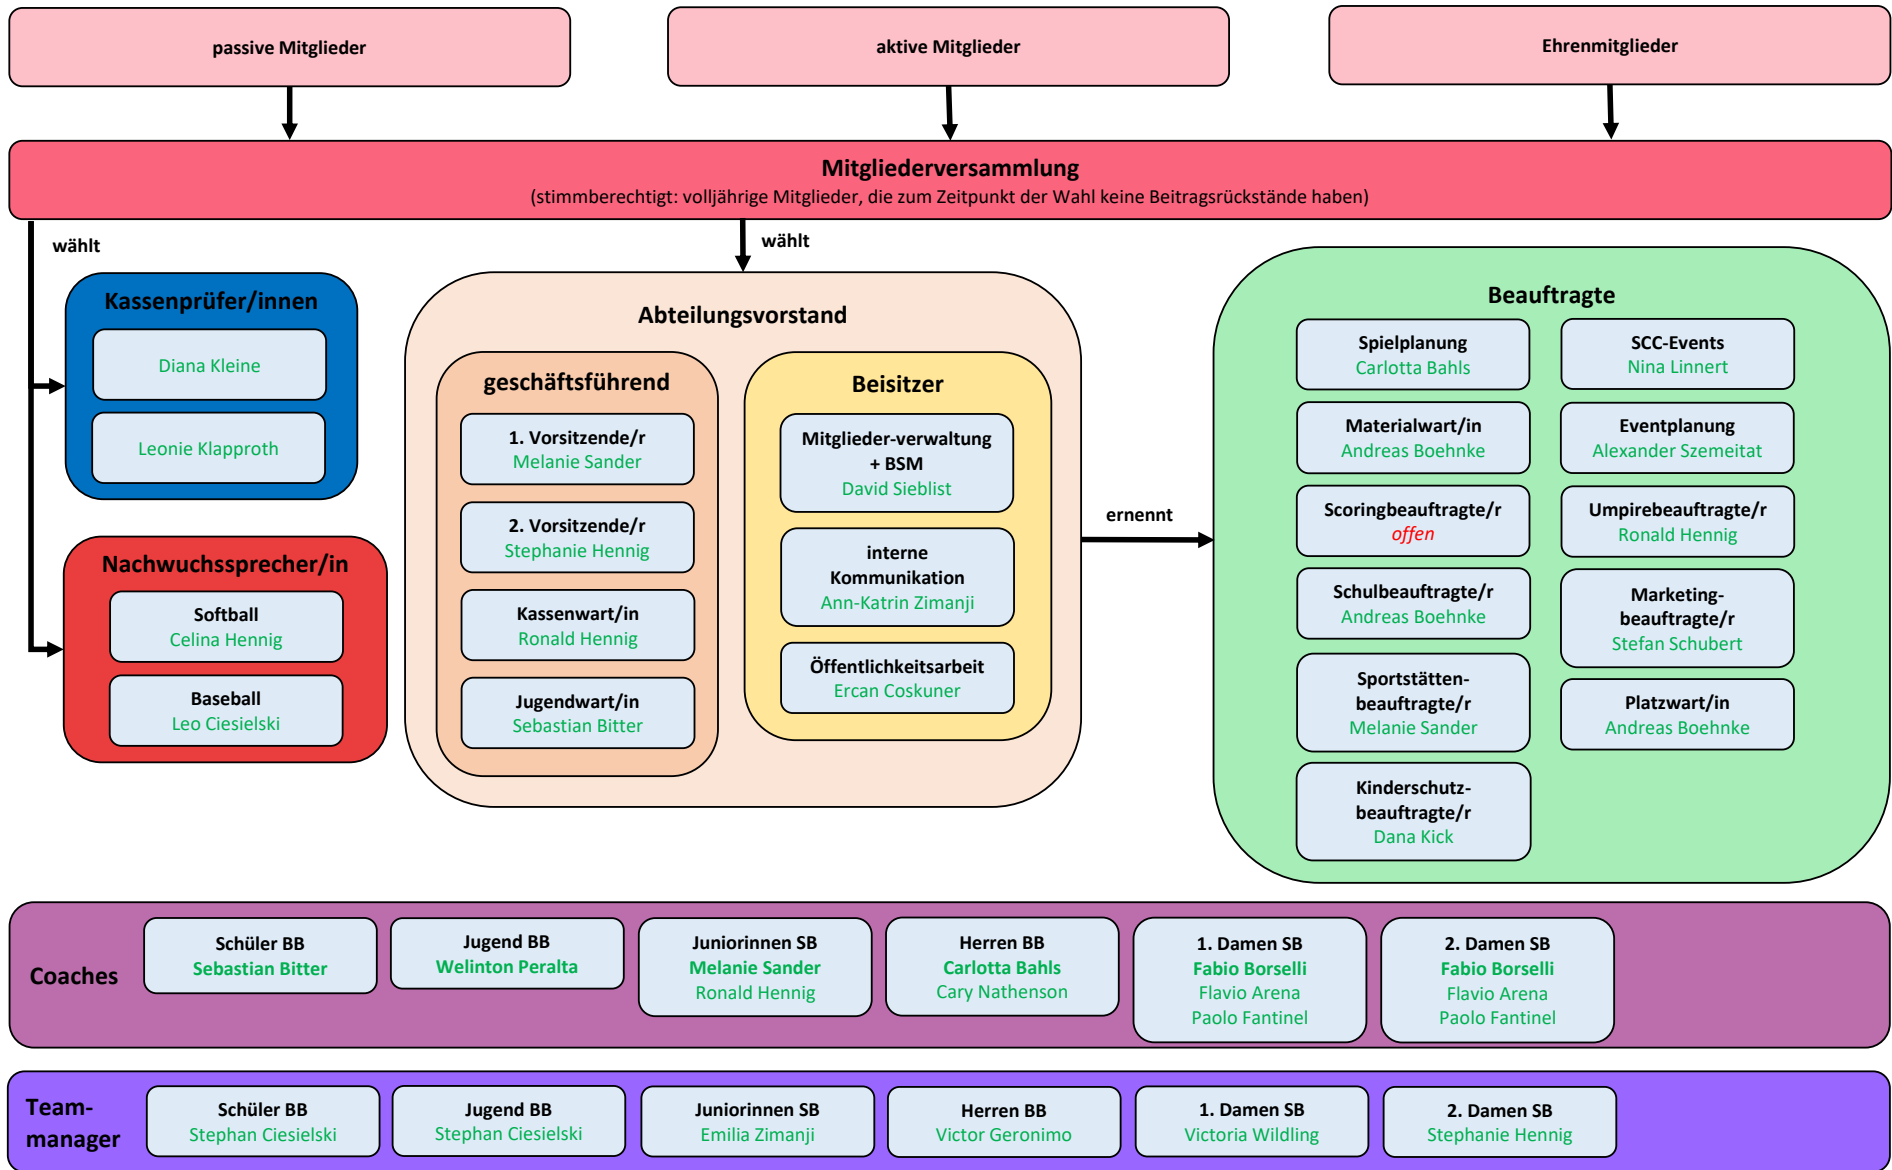 passive Mitglieder
aktive Mitglieder
Ehrenmitglieder
Mitgliederversammlung
(stimmberechtigt: volljährige Mitglieder, die zum Zeitpunkt der Wahl keine Beitragsrückstände haben)
wählt
wählt
Kassenprüfer/innen
Diana Kleine
Leonie Klapproth
Nachwuchssprecher/in
Softball
Celina Hennig
Baseball
Leo Ciesielski
Abteilungsvorstand
geschäftsführend
1. Vorsitzende/r
Melanie Sander
2. Vorsitzende/r
Stephanie Hennig
Kassenwart/in
Ronald Hennig
Jugendwart/in
Sebastian Bitter
Beisitzer
Mitglieder-verwaltung
+ BSM
David Sieblist
interne
Kommunikation
Ann-Katrin Zimanji
Öffentlichkeitsarbeit
Ercan Coskuner
ernennt
Beauftragte
Spielplanung
Carlotta Bahls
Materialwart/in
Andreas Boehnke
Scoringbeauftragte/r
offen
Schulbeauftragte/r
Andreas Boehnke
Sportstätten-
beauftragte/r
Melanie Sander
Kinderschutz-
beauftragte/r
Dana Kick
SCC-Events
Nina Linnert
Eventplanung
Alexander Szemeitat
Umpirebeauftragte/r
Ronald Hennig
Marketing-
beauftragte/r
Stefan Schubert
Platzwart/in
Andreas Boehnke
Coaches
Schüler BB
Sebastian Bitter
Jugend BB
Welinton Peralta
Juniorinnen SB
Melanie Sander
Ronald Hennig
Herren BB
Carlotta Bahls
Cary Nathenson
1. Damen SB
Fabio Borselli
Flavio Arena
Paolo Fantinel
2. Damen SB
Fabio Borselli
Flavio Arena
Paolo Fantinel
Team-
manager
Schüler BB
Stephan Ciesielski
Jugend BB
Stephan Ciesielski
Juniorinnen SB
Emilia Zimanji
Herren BB
Victor Geronimo
1. Damen SB
Victoria Wildling
2. Damen SB
Stephanie Hennig